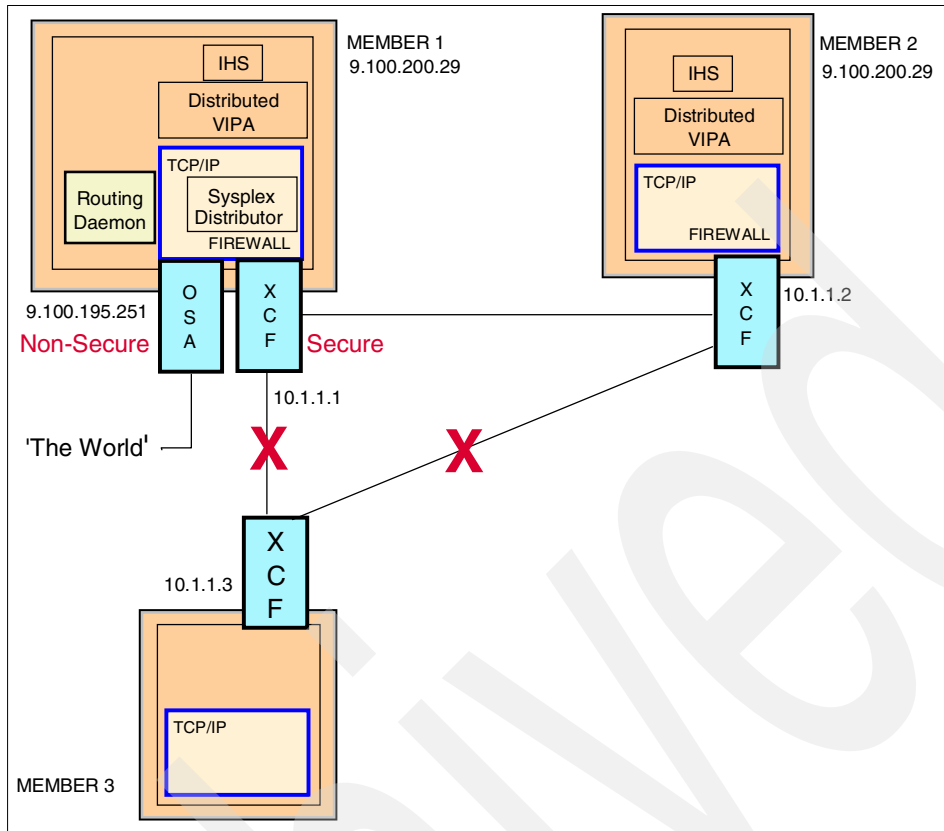 MEMBER 1
9.100.200.29
IHS
Distributed
VIPA
TCP/IP
Sysplex
Distributor
FIREWALL
Routing
Daemon
MEMBER 2
9.100.200.29
IHS
Distributed
VIPA
TCP/IP
FIREWALL
9.100.195.251
Non-Secure
O
S
A
X
C
F
Secure
10.1.1.1
X
C
F
10.1.1.2
'The World'
X
X
X
C
F
10.1.1.3
TCP/IP
MEMBER 3